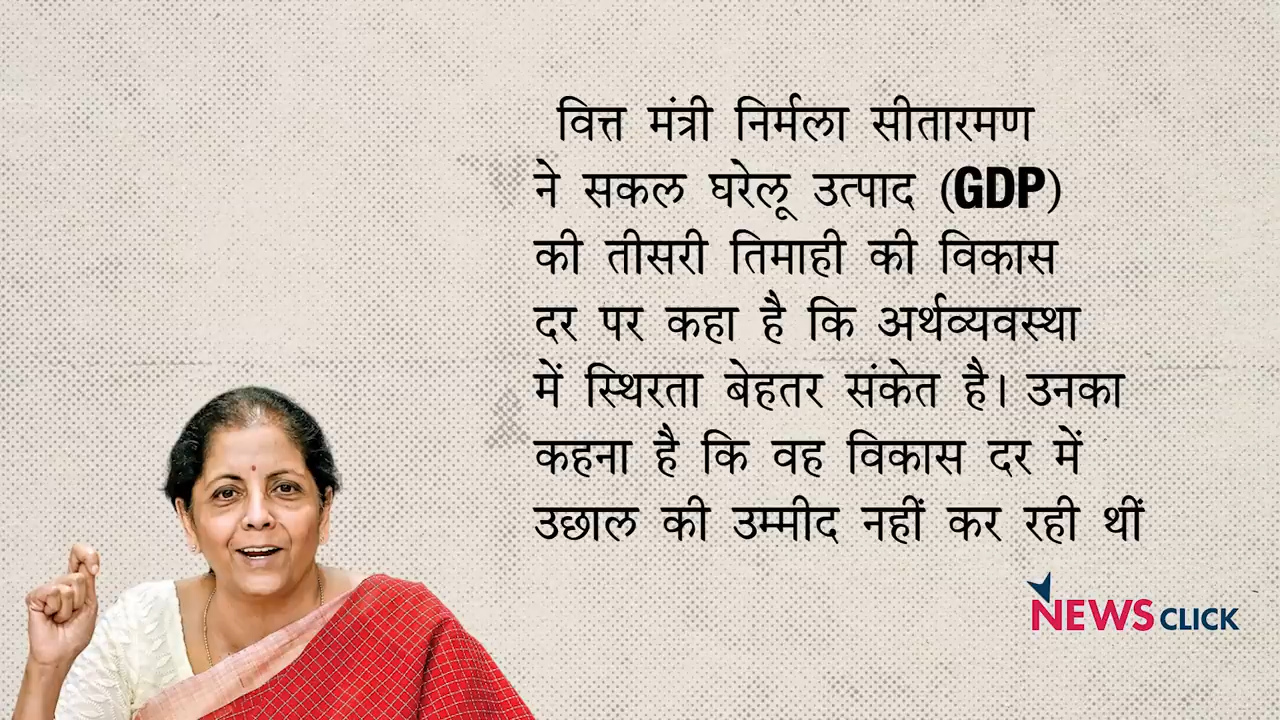 वित्त मंत्री निर्मला सीतारमण
ने सकल घरेलू उत्पाद (GDP)
की तीसरी तिमाही की विकास
दर पर कहा है कि अर्थव्यवस्था
में स्थिरता बेहतर संकेत है। उनका
कहना है कि वह विकास दर में
उछाल की उम्मीद नहीं कर रही थीं
NEWSCLICK